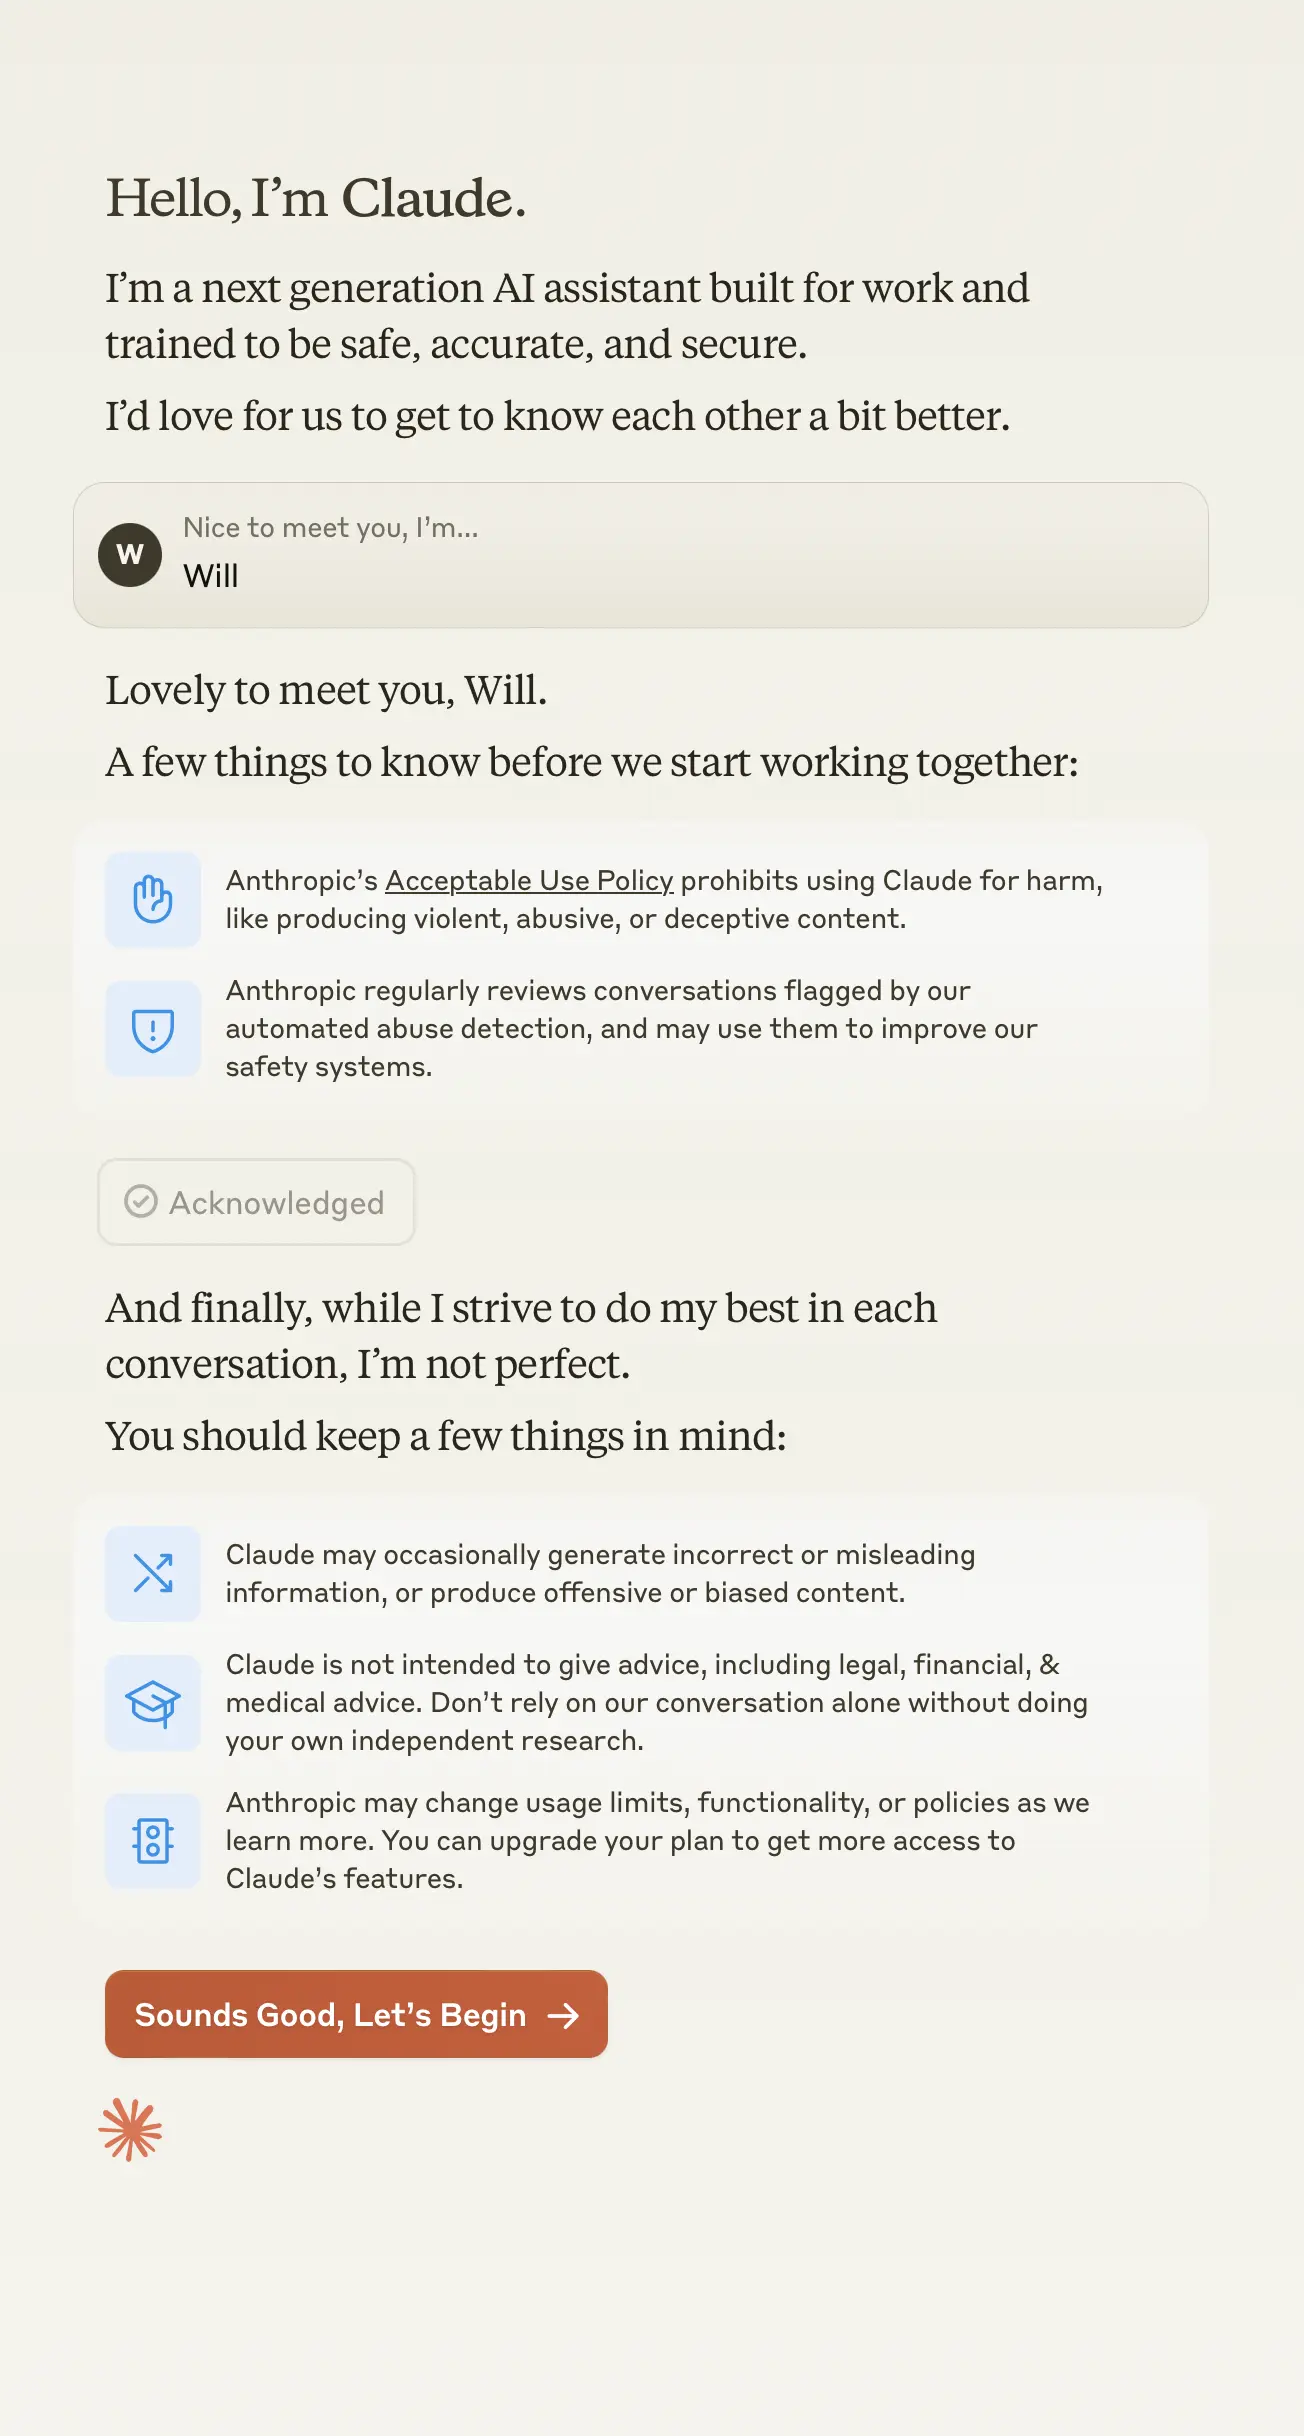 Hello, I’m Claude.
I’m a next generation AI assistant built for work and
trained to be safe, accurate, and secure.
I’d love for us to get to know each other a bit better.
W
Nice to meet you, I’m...
Will
Lovely to meet you, Will.
A few things to know before we start working together:
Anthropic’s Acceptable Use Policy prohibits using Claude for harm,
like producing violent, abusive, or deceptive content.
Anthropic regularly reviews conversations flagged by our
automated abuse detection, and may use them to improve our
safety systems.
Acknowledged
And finally, while I strive to do my best in each
conversation, I’m not perfect.
You should keep a few things in mind:
Claude may occasionally generate incorrect or misleading
information, or produce offensive or biased content.
Claude is not intended to give advice, including legal, financial, &
medical advice. Don’t rely on our conversation alone without doing
your own independent research.
Anthropic may change usage limits, functionality, or policies as we
learn more. You can upgrade your plan to get more access to
Claude’s features.
Sounds Good, Let’s Begin